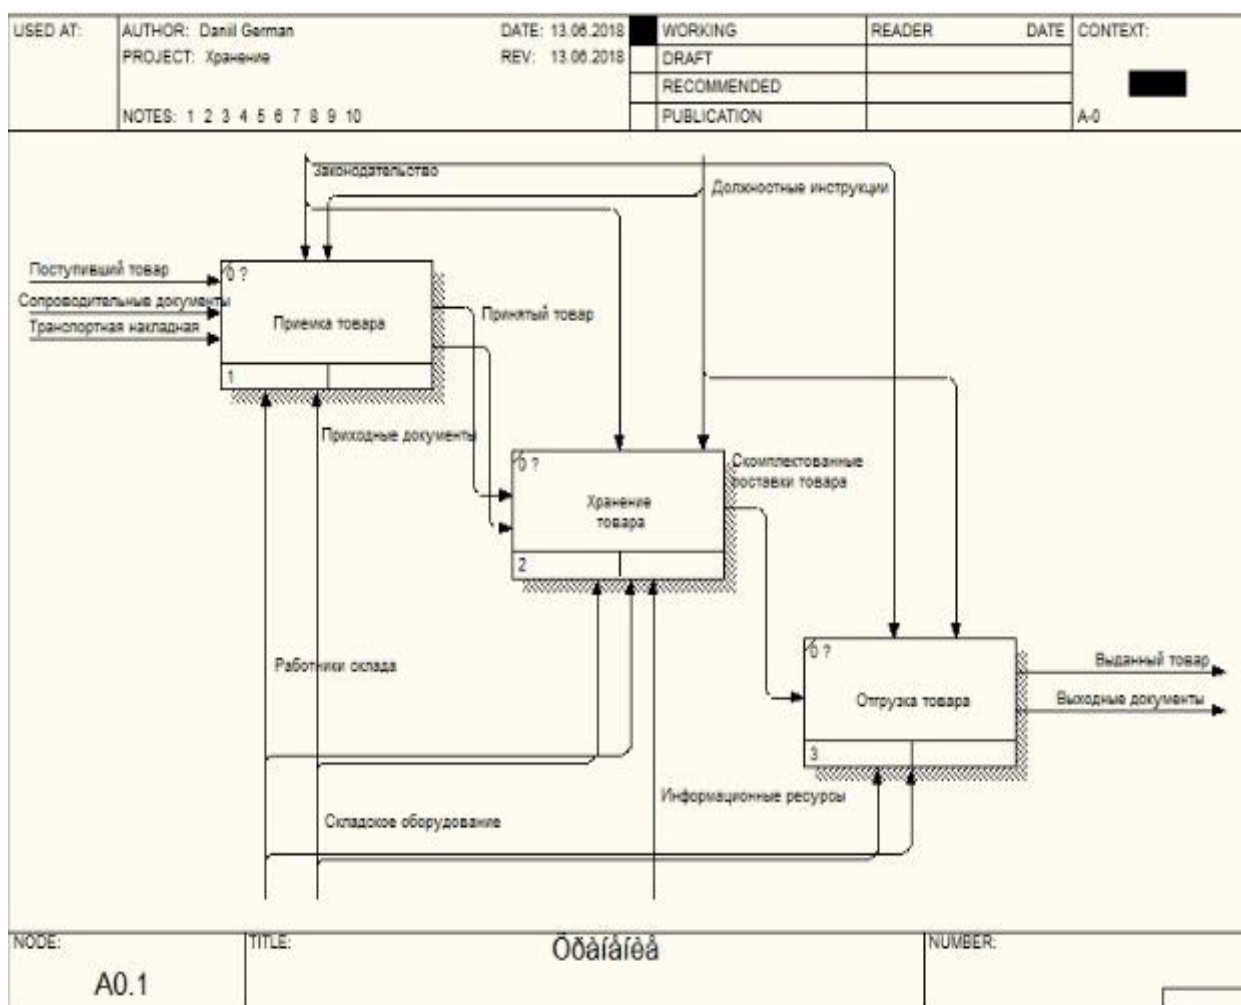 USED AT:
AUTHOR: Daniil German
DATE: 13.06.2018
WORKING
READER
DATE
CONTEXT:
PROJECT: Хранение
REV: 13.06.2018
DRAFT
RECOMMENDED
NOTES: 1 2 3 4 5 6 7 8 9 10
PUBLICATION
A-0
Законодательство
Должностные инструкции
Поступивший товар
0 ?
Сопроводительные документы
Транспортная накладная
Приемка товара
1
Принятый товар
Приходные документы
0 ?
Хранение
товара
2
Скомплектованные
поставки товара
0 ?
Отгрузка товара
3
Выданный товар
Выходные документы
Работники склада
Информационные ресурсы
Складское оборудование
NODE:
A0.1
TITLE:
Õðàíåíèå
NUMBER: